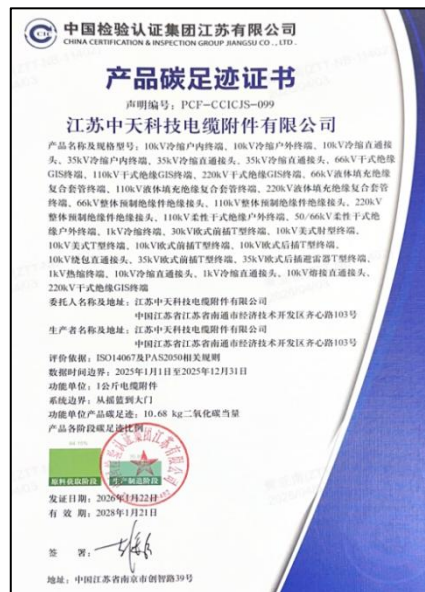 中国检验认证集团江苏有限公司
CHINA CERTIFICATION & INSPECTION GROUP JIANGSU CO., LTD.
产品碳足迹证书
声明编号：PCF-CCICJS-099
江苏中天科技电缆附件有限公司
产品名称及规格型号：10kV冷缩户内终端、10kV冷缩户外终端、10kV冷缩直通接
头、35kV冷缩户内终端、35kV冷缩直通接头、35kV冷缩直通接头、66kV干式绝缘
GIS终端、110kV干式绝缘GIS终端、220kV干式绝缘GIS终端、66kV液体填充绝缘
复合套管终端、110kV液体填充绝缘复合套管终端、220kV液体填充绝缘复合套管
终端、66kV整体预制绝缘件绝缘接头、110kV整体预制绝缘件绝缘接头、220kV
整体预制绝缘件绝缘接头、110kV柔性干式绝缘户外终端、50/66kV柔性干式绝
缘户外终端、1kV冷缩终端、30kV欧式前插T型终端、10kV美式肘型终端、
10kV美式T型终端、10kV欧式前插T型终端、10kV欧式后插T型终端、
10kV绕包直通接头、35kV欧式前插T型终端、35kV欧式后插避雷器T型终端、
1kV热缩终端、10kV冷缩直通接头、1kV冷缩直通接头、10kV熔接直通接头、
220kV干式绝缘GIS终端
委托人名称及地址：江苏中天科技电缆附件有限公司
中国江苏省江苏省南通市经济技术开发区齐心路103号
生产者名称及地址：江苏中天科技电缆附件有限公司
中国江苏省江苏省南通市经济技术开发区齐心路103号
评价依据：ISO14067及PAS2050相关规则
数据时间边界：2025年1月1日至2025年12月31日
功能单位：1公斤电缆附件
系统边界：从摇篮到大门
功能单位产品碳足迹：10.68 kg二氧化碳当量
产品各阶段碳足迹比例：
原料获取阶段 生产制造阶段
发证日期：2026年1月22日
有 效 期：2028年1月21日
签 署：
地址：中国江苏省南京市创智路39号